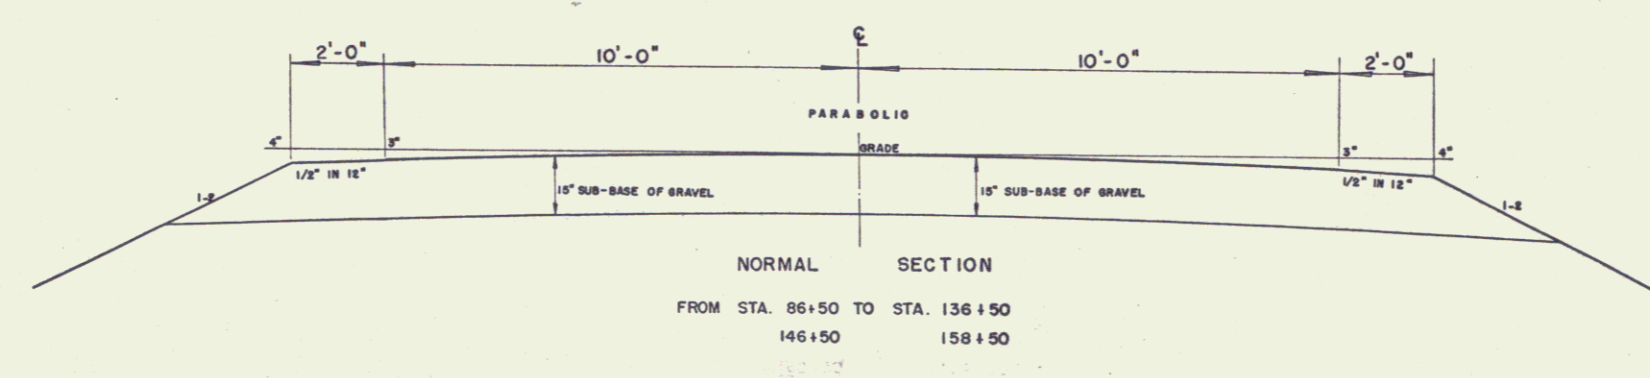 ℄
2'-0" 10'-0" 10'-0" 2'-0"
PARABOLIC
4" 3" GRADE 3" 4"
1/2" IN 12" 1/2" IN 12"
1-2 15" SUB-BASE OF GRAVEL 15" SUB-BASE OF GRAVEL 1-2
NORMAL SECTION
FROM STA. 86+50 TO STA. 136+50
146+50 158+50